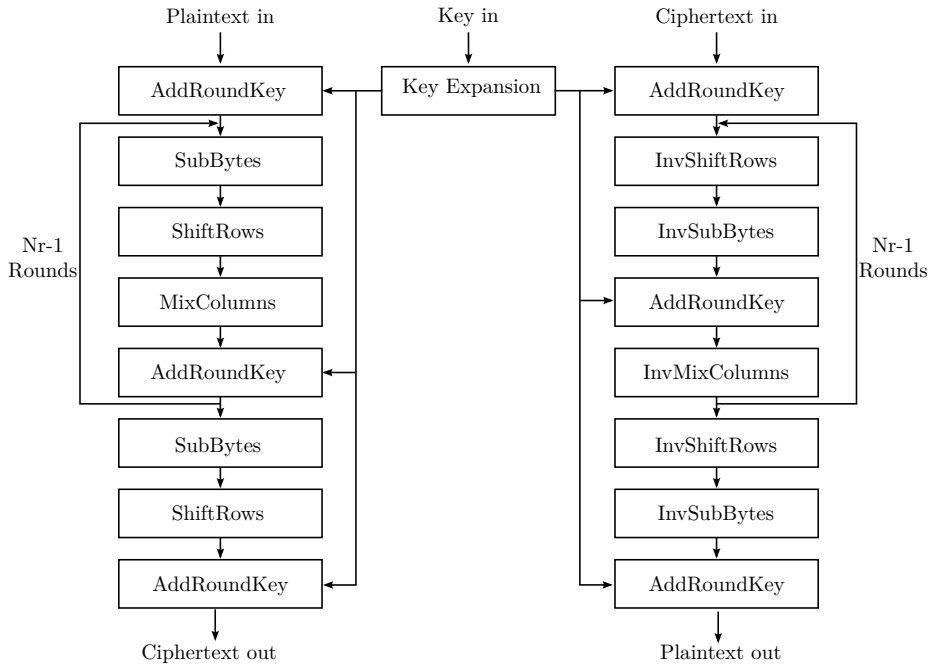 Plaintext in
Key in
Ciphertext in
AddRoundKey
Key Expansion
AddRoundKey
SubBytes
InvShiftRows
ShiftRows
InvSubBytes
Nr-1
Rounds
Nr-1
Rounds
MixColumns
AddRoundKey
AddRoundKey
InvMixColumns
SubBytes
InvShiftRows
ShiftRows
InvSubBytes
AddRoundKey
AddRoundKey
Ciphertext out
Plaintext out